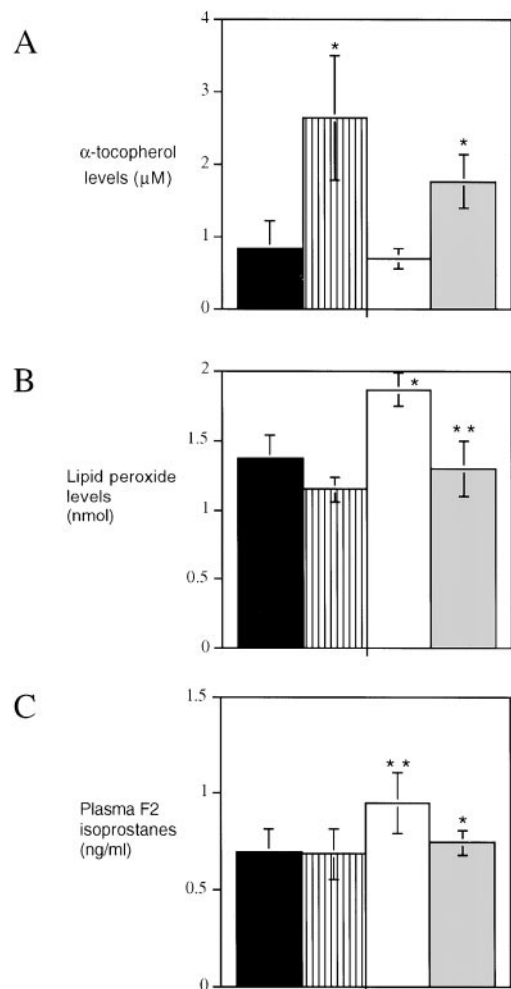 A
α-tocopherol
levels (μM)
4
3
2
1
0
*
*
B
Lipid peroxide
levels
(nmol)
2
1.5
1
0.5
0
*
* *
C
Plasma F2
isoprostanes
(ng/ml)
1.5
1
0.5
0
* *
*